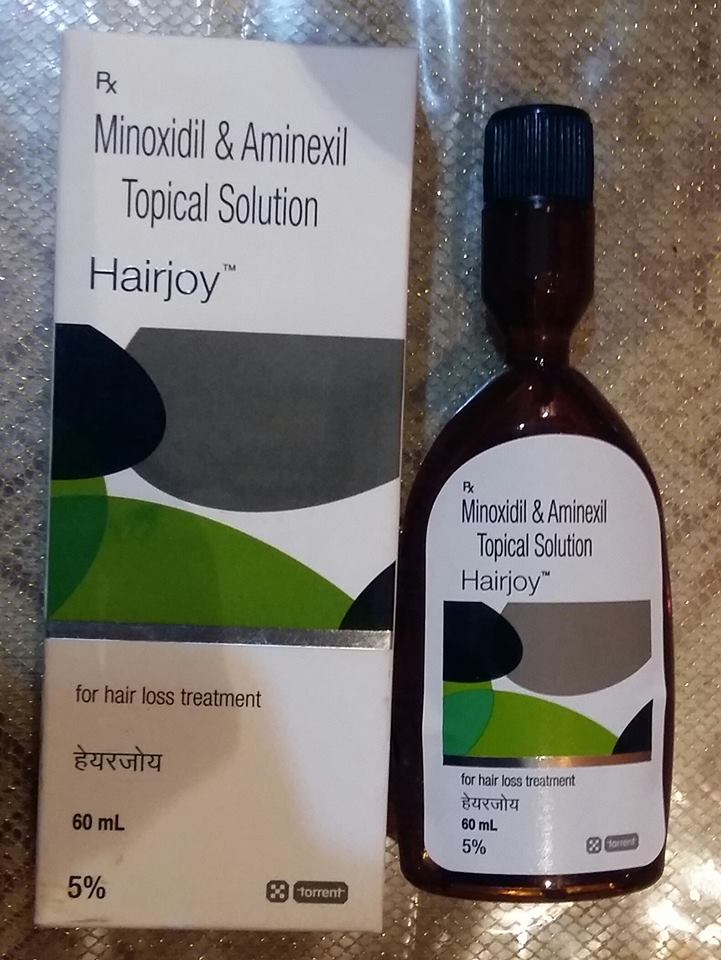 Rx
Minoxidil & Aminexil
Topical Solution
Hairjoy™
for hair loss treatment
हेयरजोय
60 mL
5%
torrent
Rx
Minoxidil & Aminexil
Topical Solution
Hairjoy™
for hair loss treatment
हेयरजोय
60 mL
5%
torrent